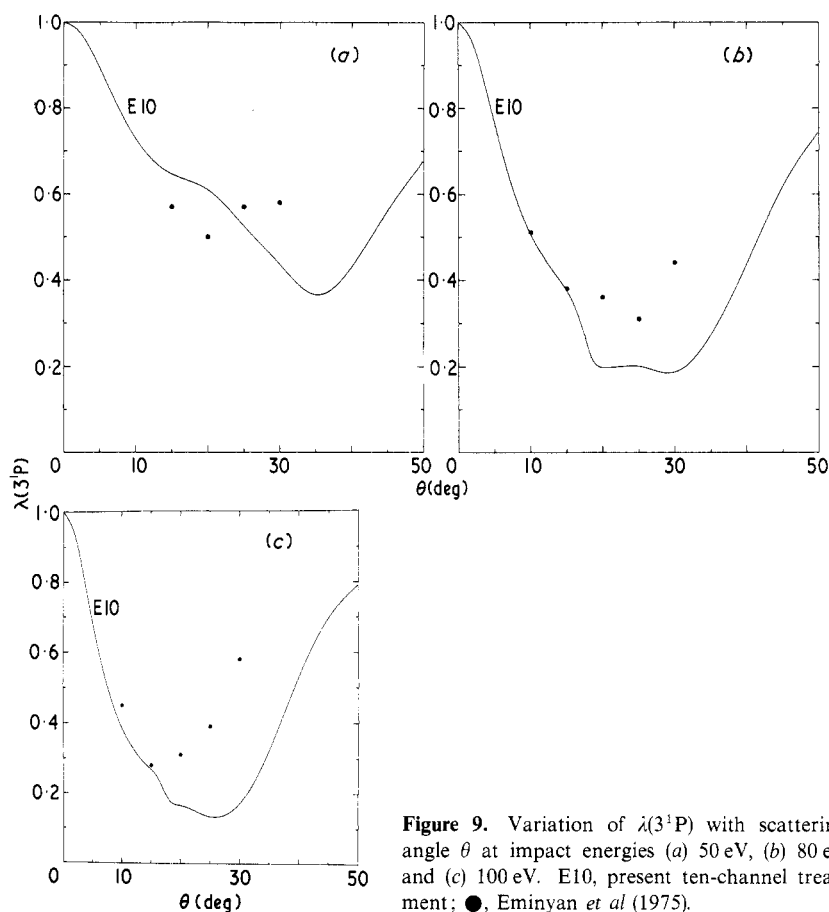 1·0
(a)
E10
0·8
0·6
0·4
0·2
λ(3¹P)
0 10 30 50
θ(deg)
1·0
(b)
E10
0·8
0·6
0·4
0·2
0 10 30 50
1·0
(c)
E10
0·8
0·6
0·4
0·2
0 10 30 50
θ(deg)
Figure 9. Variation of λ(3¹P) with scatterin
angle θ at impact energies (a) 50 eV, (b) 80 e
and (c) 100 eV. E10, present ten-channel trea
ment; ●, Eminyan et al (1975).